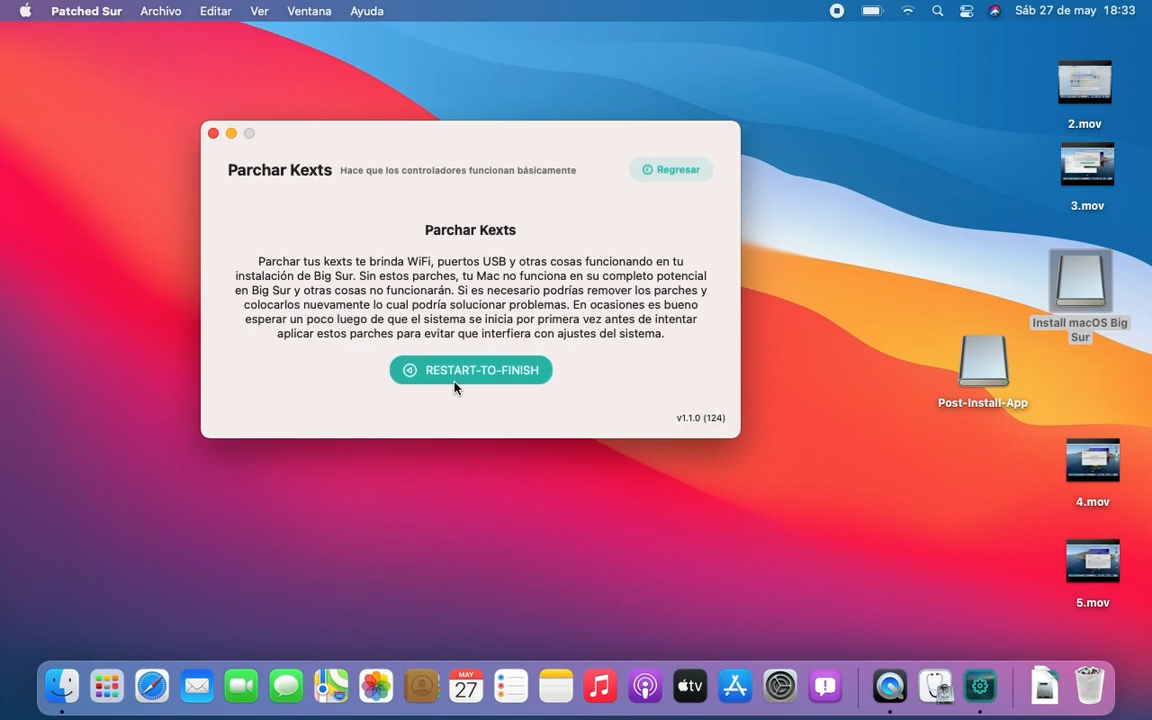 Patched Sur Archivo Editar Ver Ventana Ayuda Sáb 27 de may 18:33
2.mov
3.mov
Install macOS Big
Sur
Post-Install-App
4.mov
5.mov
Parchar Kexts Hace que los controladores funcionan básicamente Regresar
Parchar Kexts
Parchar tus kexts te brinda WiFi, puertos USB y otras cosas funcionando en tu
instalación de Big Sur. Sin estos parches, tu Mac no funciona en su completo potencial
en Big Sur y otras cosas no funcionarán. Si es necesario podrías remover los parches y
colocarlos nuevamente lo cual podría solucionar problemas. En ocasiones es bueno
esperar un poco luego de que el sistema se inicia por primera vez antes de intentar
aplicar estos parches para evitar que interfiera con ajustes del sistema.
RESTART-TO-FINISH
v1.1.0 (124)
MAY
27
tv